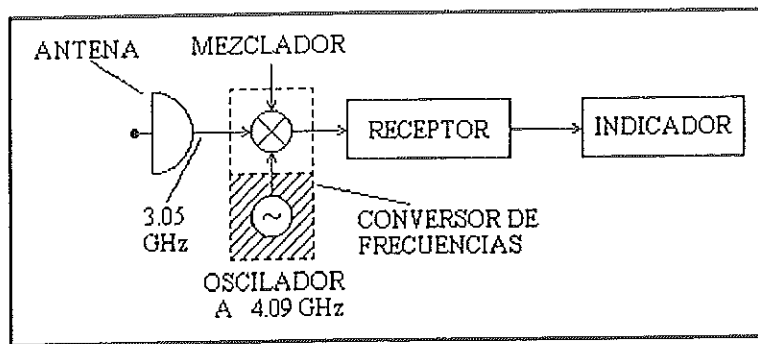 ANTENA
MEZCLADOR
RECEPTOR
INDICADOR
3.05
GHz
CONVERSOR DE
FRECUENCIAS
OSCILADOR
A 4.09 GHz